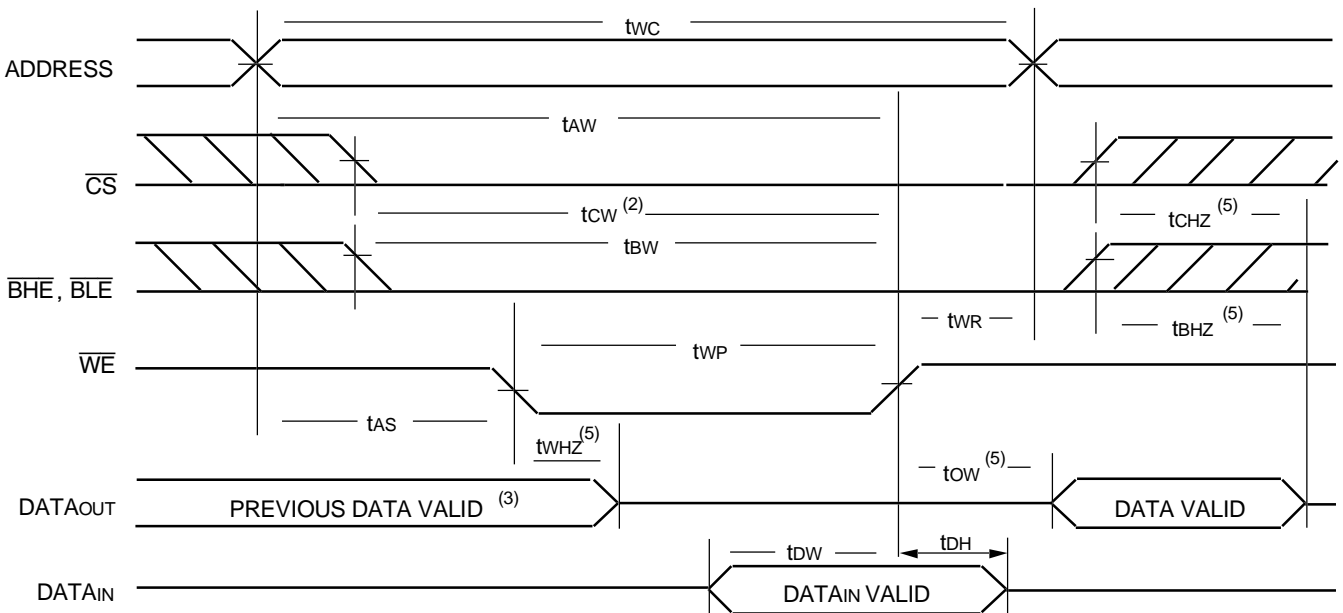 tWC
ADDRESS
tAW
CS
tCW (2)
tCHZ (5)
tBW
BHE, BLE
tWR
tBHZ (5)
tWP
WE
tAS
tWHZ (5)
tOW (5)
DATAOUT
PREVIOUS DATA VALID (3)
DATA VALID
tDW
tDH
DATAIN
DATAIN VALID